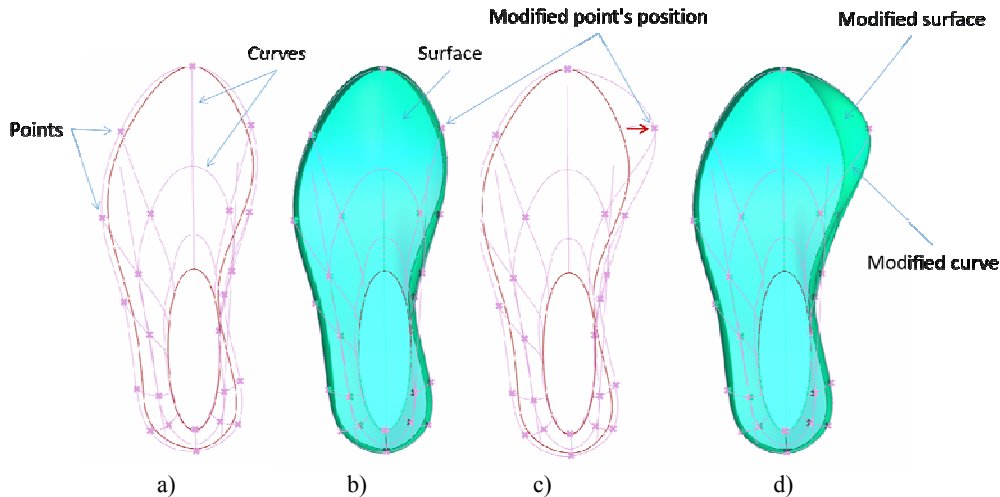 Modified point's position
Modified surface
Curves
Surface
Points
Modified curve
a)
b)
c)
d)